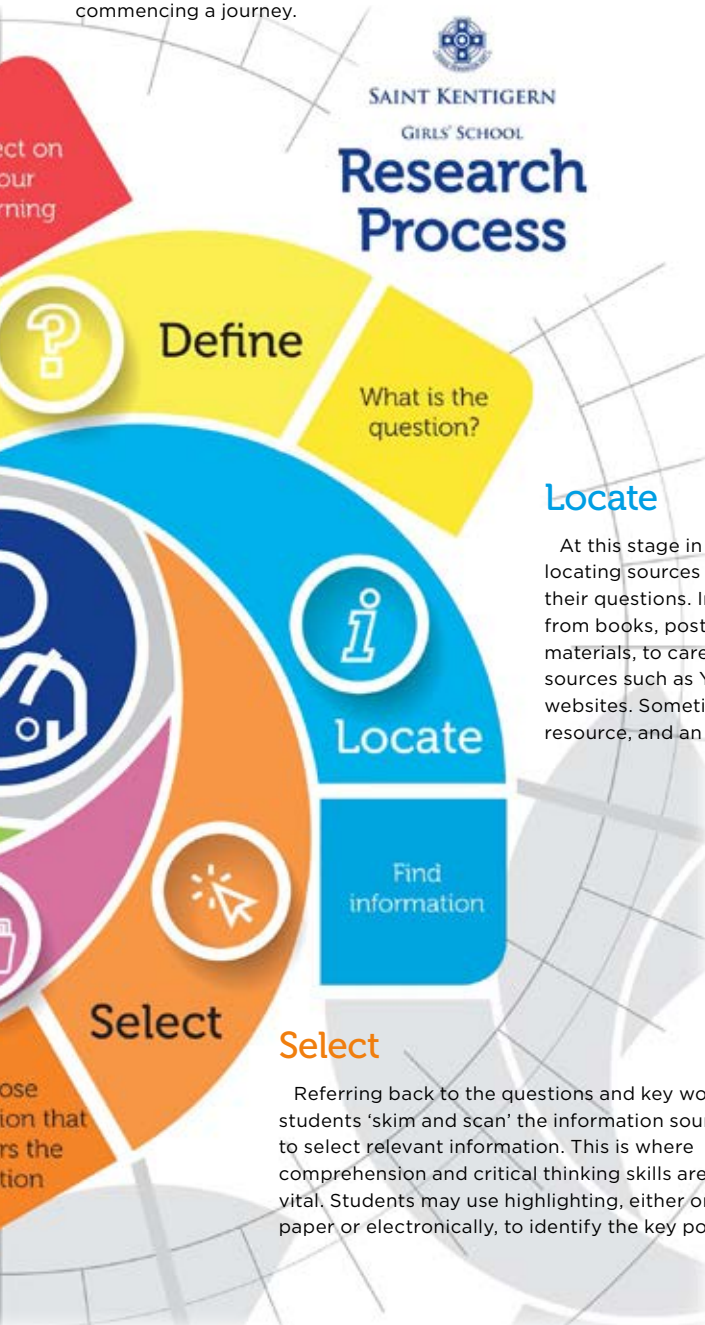 commencing a journey.
SAINT KENTIGERN
GIRLS' SCHOOL
Research
Process
ect on
our
rning
Define
What is the
question?
Locate
At this stage in
locating sources
their questions. I
from books, post
materials, to care
sources such as Y
websites. Someti
resource, and an
Locate
Find
information
Select
ose
ion that
rs the
tion
Select
Referring back to the questions and key wo
students ‘skim and scan’ the information sour
to select relevant information. This is where
comprehension and critical thinking skills are
vital. Students may use highlighting, either or
paper or electronically, to identify the key po